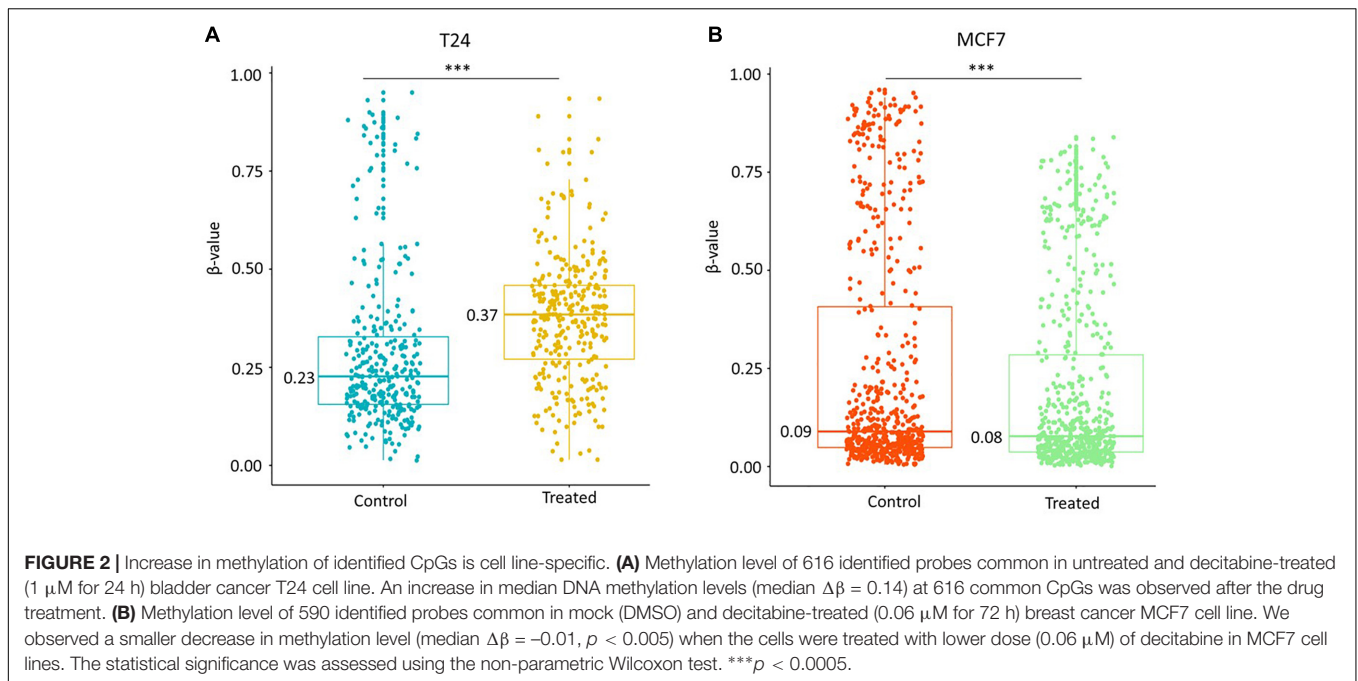 A
T24
***
1.00
0.75
0.50
0.25
0.00
β-value
0.23
0.37
Control
Treated
B
MCF7
***
1.00
0.75
0.50
0.25
0.00
β-value
0.09
0.08
Control
Treated
FIGURE 2 | Increase in methylation of identified CpGs is cell line-specific. (A) Methylation level of 616 identified probes common in untreated and decitabine-treated
(1 μM for 24 h) bladder cancer T24 cell line. An increase in median DNA methylation levels (median Δβ = 0.14) at 616 common CpGs was observed after the drug
treatment. (B) Methylation level of 590 identified probes common in mock (DMSO) and decitabine-treated (0.06 μM for 72 h) breast cancer MCF7 cell line. We
observed a smaller decrease in methylation level (median Δβ = –0.01, p < 0.005) when the cells were treated with lower dose (0.06 μM) of decitabine in MCF7 cell
lines. The statistical significance was assessed using the non-parametric Wilcoxon test. ***p < 0.0005.